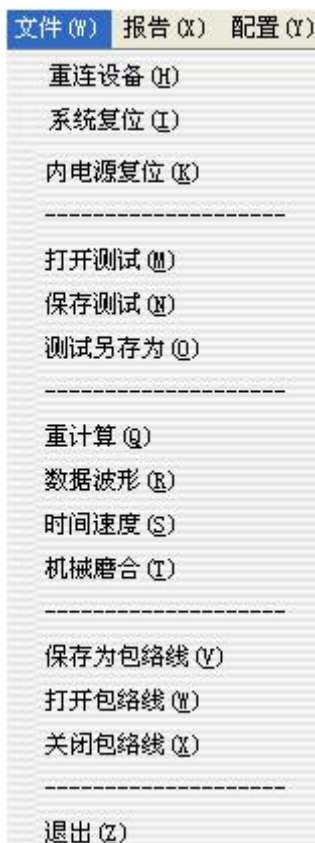 文件(W) 报告(X) 配置(Y)
重连设备(H)
系统复位(I)
内电源复位(K)
--------------------
打开测试(M)
保存测试(N)
测试另存为(O)
--------------------
重计算(Q)
数据波形(R)
时间速度(S)
机械磨合(T)
--------------------
保存为包络线(V)
打开包络线(W)
关闭包络线(X)
--------------------
退出(Z)